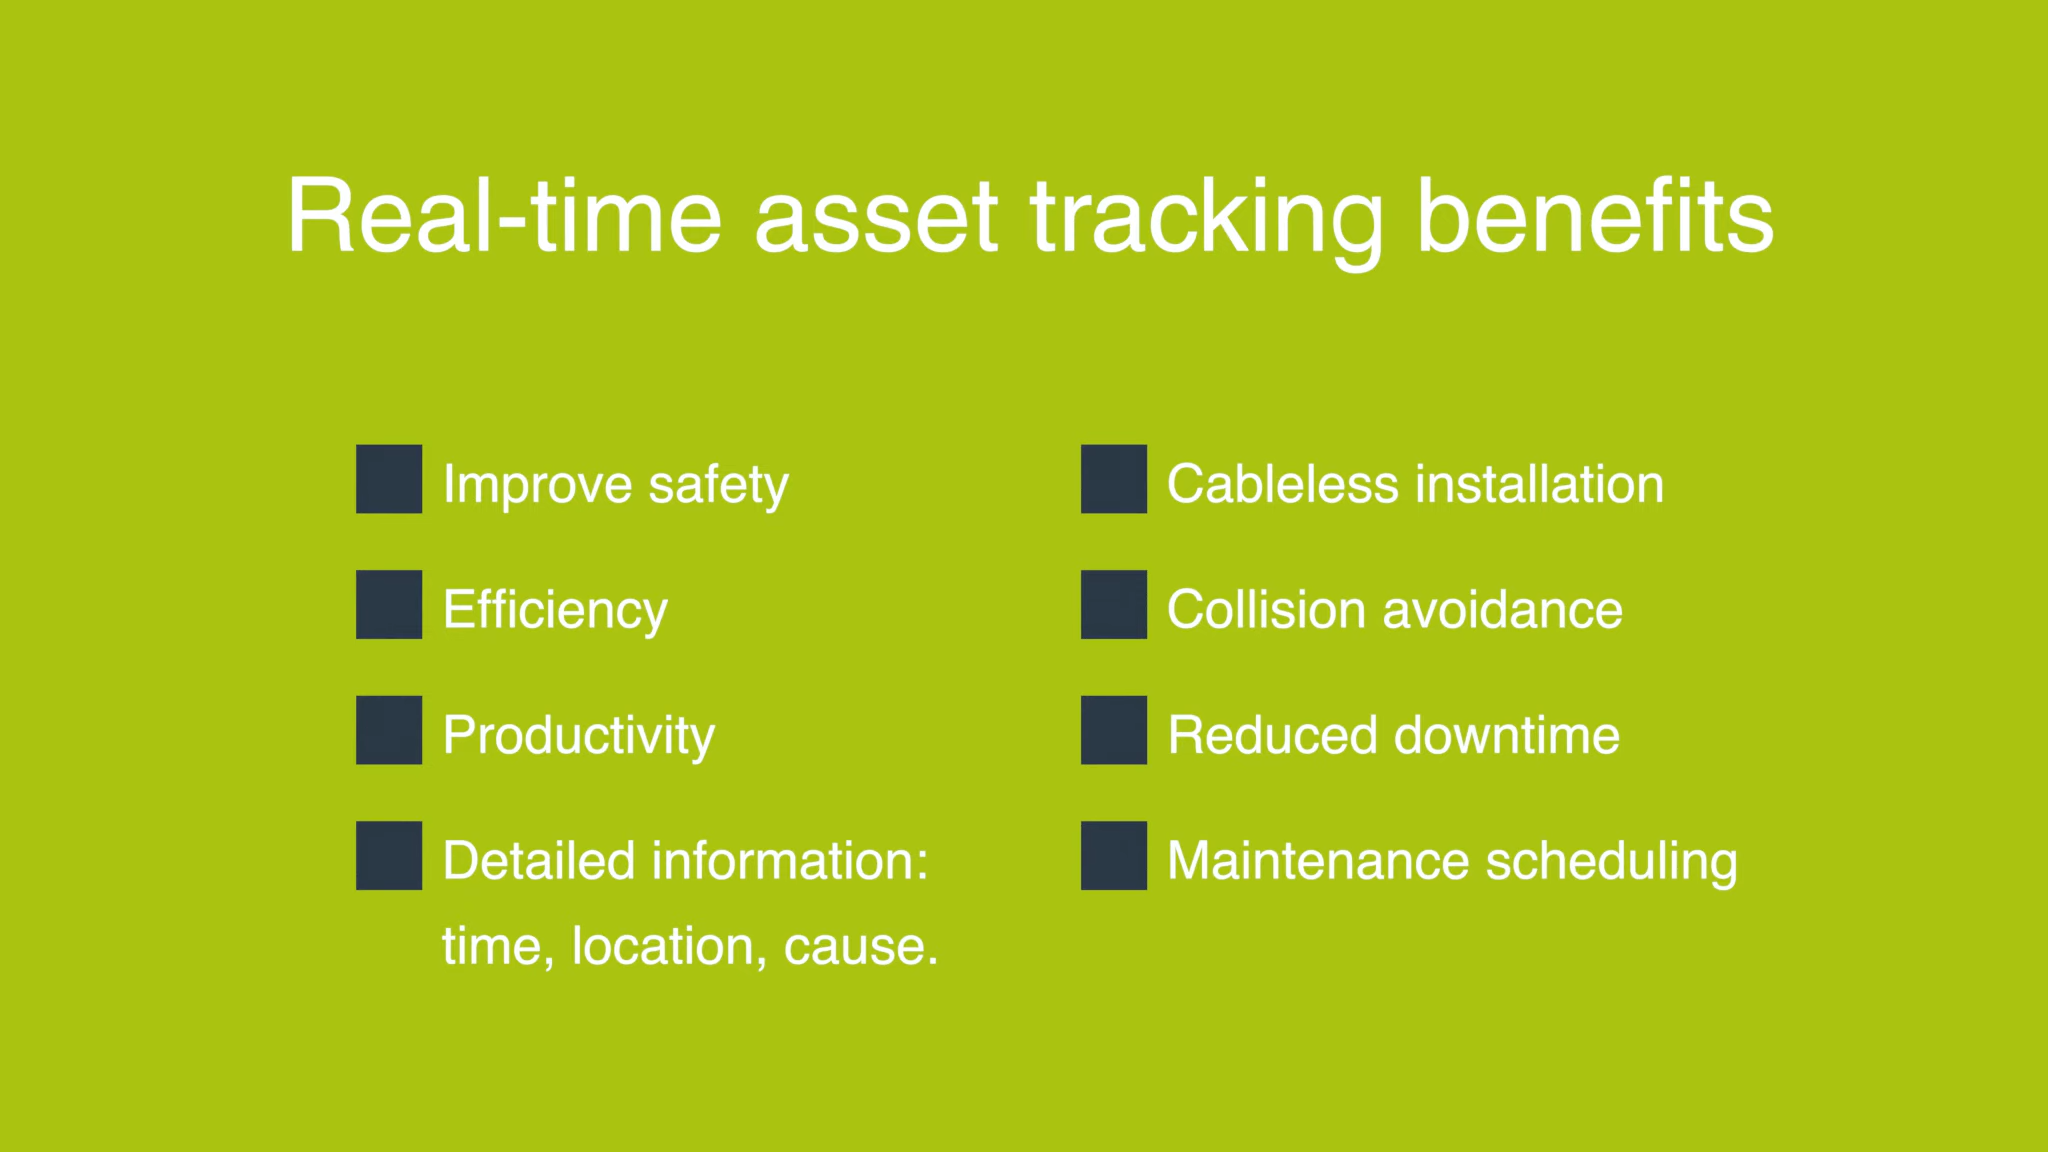 Real-time asset tracking benefits
Improve safety
Efficiency
Productivity
Detailed information:
time, location, cause.
Cableless installation
Collision avoidance
Reduced downtime
Maintenance scheduling